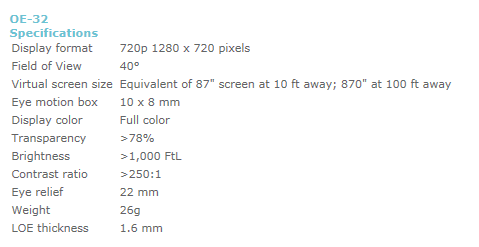 OE-32
Specifications
Display format 720p 1280 x 720 pixels
Field of View 40°
Virtual screen size Equivalent of 87" screen at 10 ft away; 870" at 100 ft away
Eye motion box 10 x 8 mm
Display color Full color
Transparency >78%
Brightness >1,000 FtL
Contrast ratio >250:1
Eye relief 22 mm
Weight 26g
LOE thickness 1.6 mm